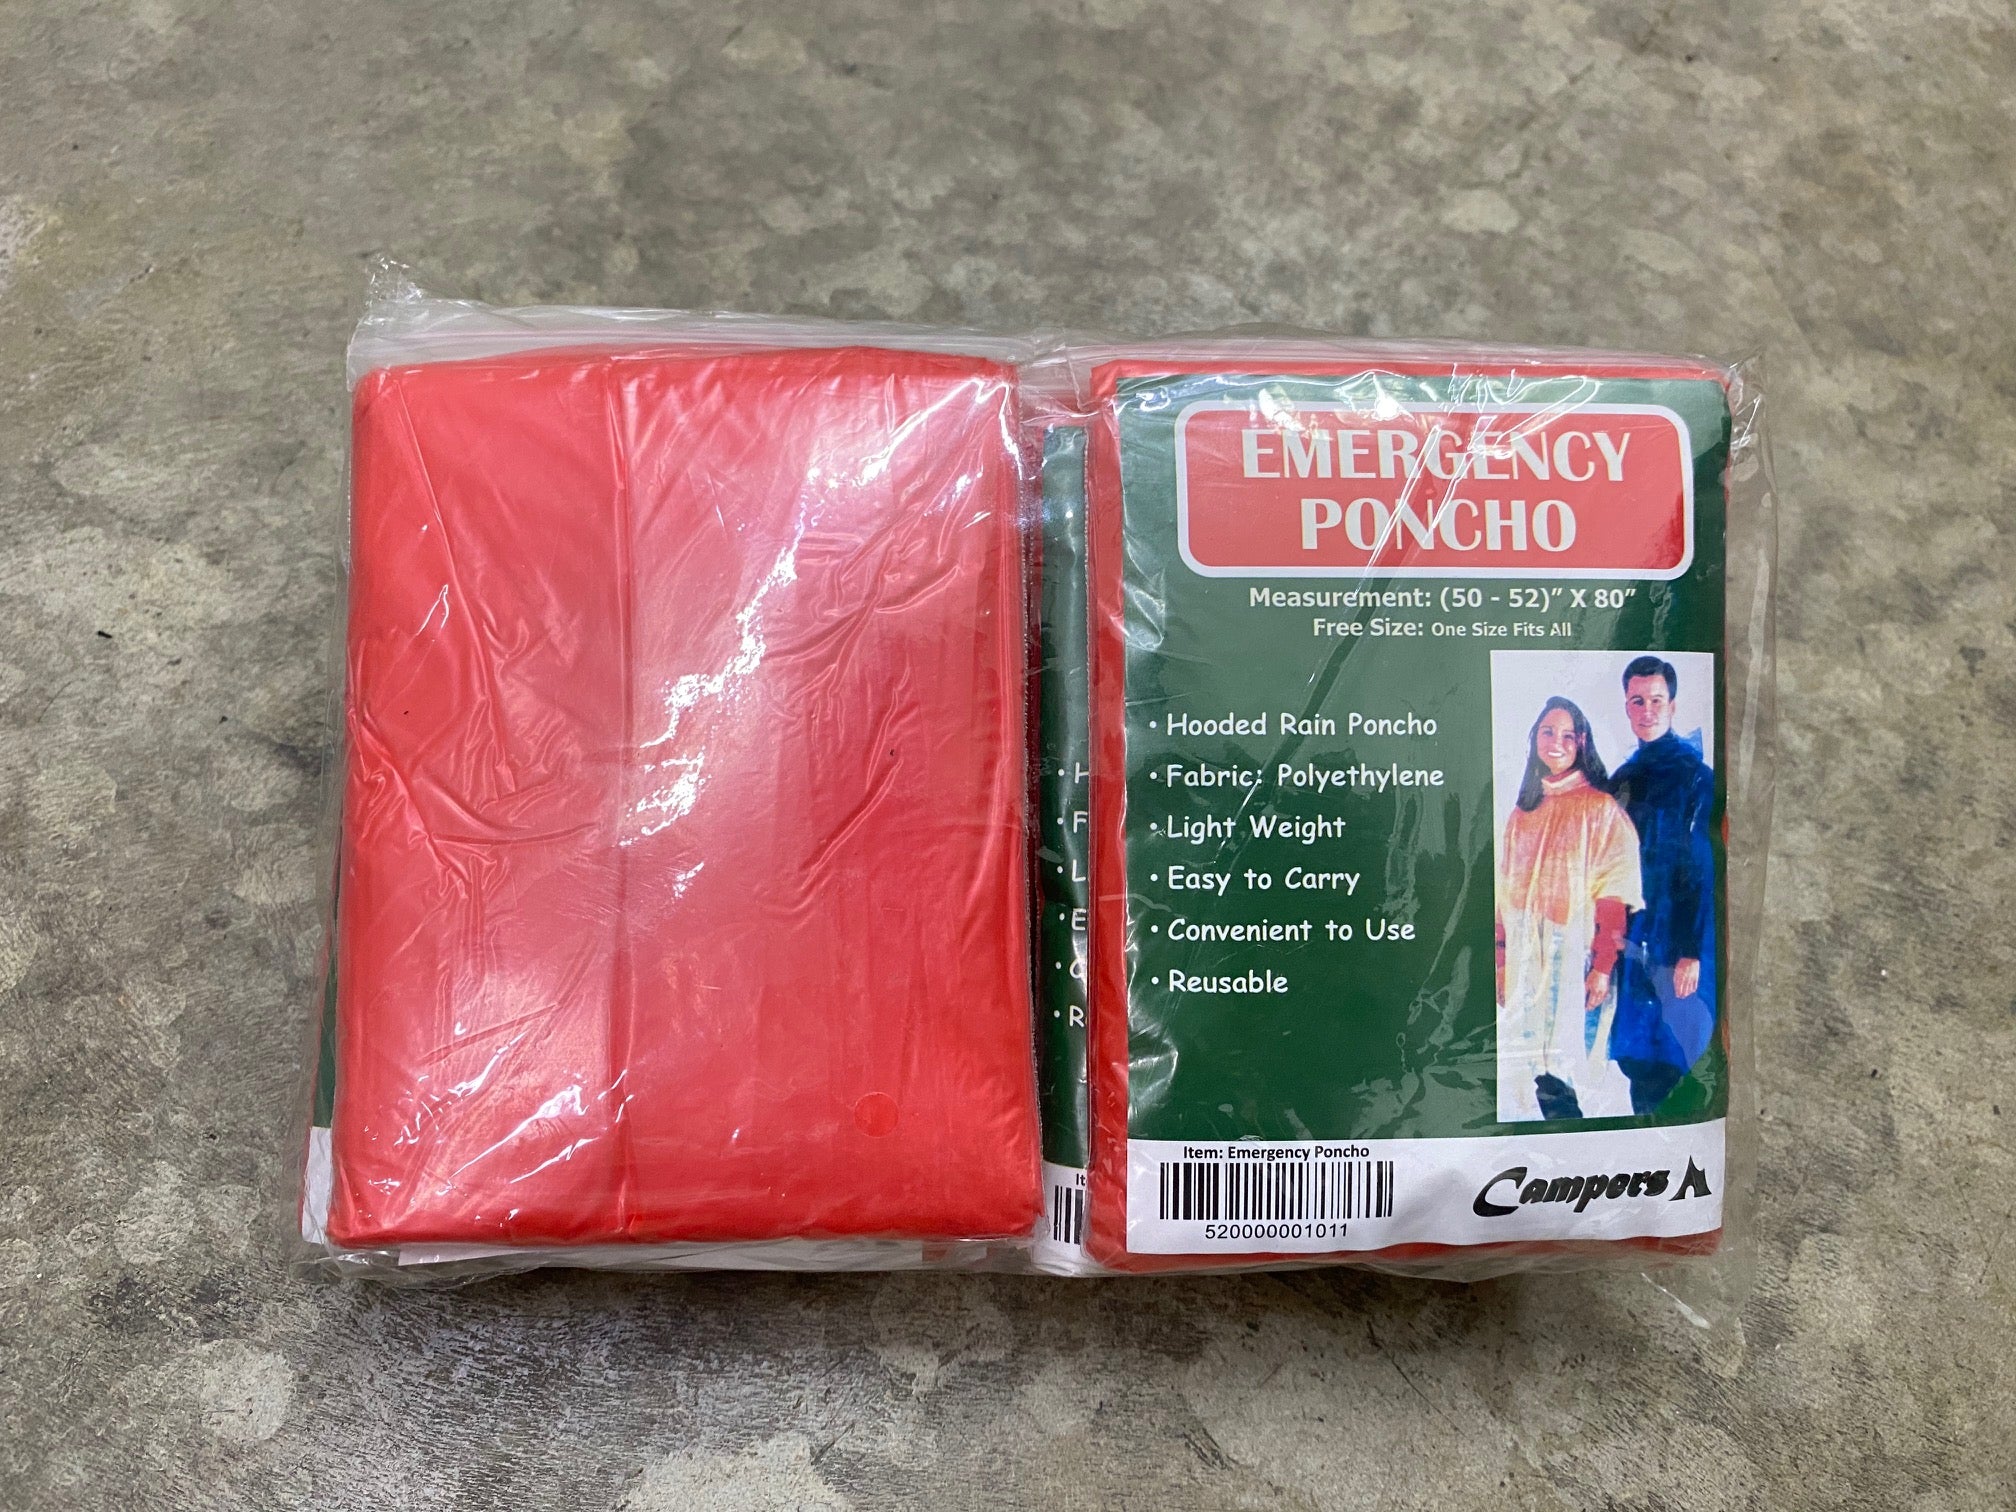 EMERGENCY
PONCHO
Measurement: (50 - 52)” X 80”
Free Size: One Size Fits All
• Hooded Rain Poncho
• Fabric: Polyethylene
• Light Weight
• Easy to Carry
• Convenient to Use
• Reusable
Item: Emergency Poncho
520000001011
Campers
• H
• F
• L
• E
• C
• R
It